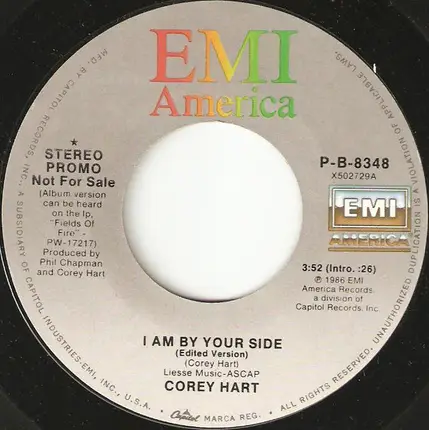 EMI
America
★
STEREO
PROMO
Not For Sale
(Album version
can be heard
on the lp,
"Fields Of
Fire" -
PW-17217)
Produced by
Phil Chapman
and Corey Hart
P-B-8348
X502729A
EMI
AMERICA
3:52 (Intro. :26)
℗ 1986 EMI
America Records,
a division of
Capitol Records, Inc.
I AM BY YOUR SIDE
(Edited Version)
(Corey Hart)
Liesse Music-ASCAP
COREY HART
MFD. BY CAPITOL RECORDS, INC., A SUBSIDIARY OF CAPITOL INDUSTRIES-EMI, INC., U.S.A. • Capitol MARCA REG. • ALL RIGHTS RESERVED. UNAUTHORIZED DUPLICATION IS A VIOLATION OF APPLICABLE LAWS.